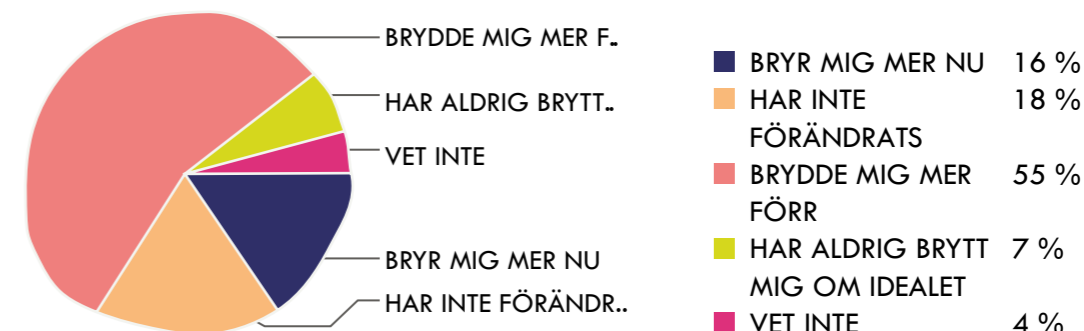 BRYDDE MIG MER F..
HAR ALDRIG BRYTT..
VET INTE
BRYR MIG MER NU
HAR INTE FÖRÄNDR..
BRYR MIG MER NU 16 %
HAR INTE 18 %
FÖRÄNDRATS
BRYDDE MIG MER 55 %
FÖRR
HAR ALDRIG BRYTT 7 %
MIG OM IDEALET
VET INTE 4 %